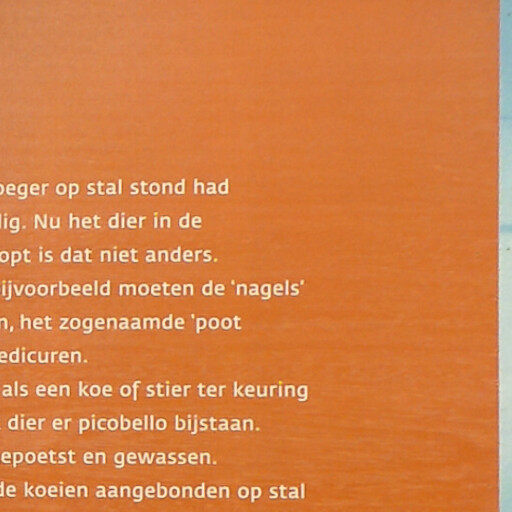 oeger op stal stond had
lig. Nu het dier in de
opt is dat niet anders.
ijvoorbeeld moeten de 'nagels'
n, het zogenaamde 'poot
edicuren.
als een koe of stier ter keuring
dier er picobello bijstaan.
epoetst en gewassen.
de koeien aangebonden op stal